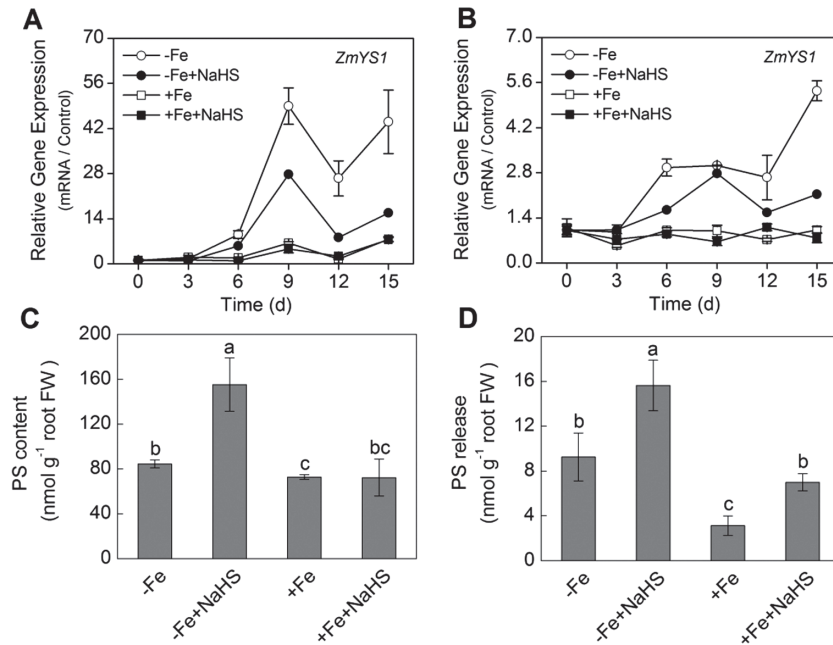 A
70
56
42
28
14
0
Relative Gene Expression
(mRNA / Control)
-Fe
-Fe+NaHS
+Fe
+Fe+NaHS
ZmYS1
0 3 6 9 12 15
Time (d)
B
7.0
5.6
4.2
2.8
1.4
0.0
Relative Gene Expression
(mRNA / Control)
-Fe
-Fe+NaHS
+Fe
+Fe+NaHS
ZmYS1
0 3 6 9 12 15
Time (d)
C
200
160
120
80
40
0
PS content
(nmol g⁻¹ root FW )
b
a
c
bc
-Fe
-Fe+NaHS
+Fe
+Fe+NaHS
D
20
16
12
8
4
0
PS release
(nmol g⁻¹ root FW)
b
a
c
b
-Fe
-Fe+NaHS
+Fe
+Fe+NaHS